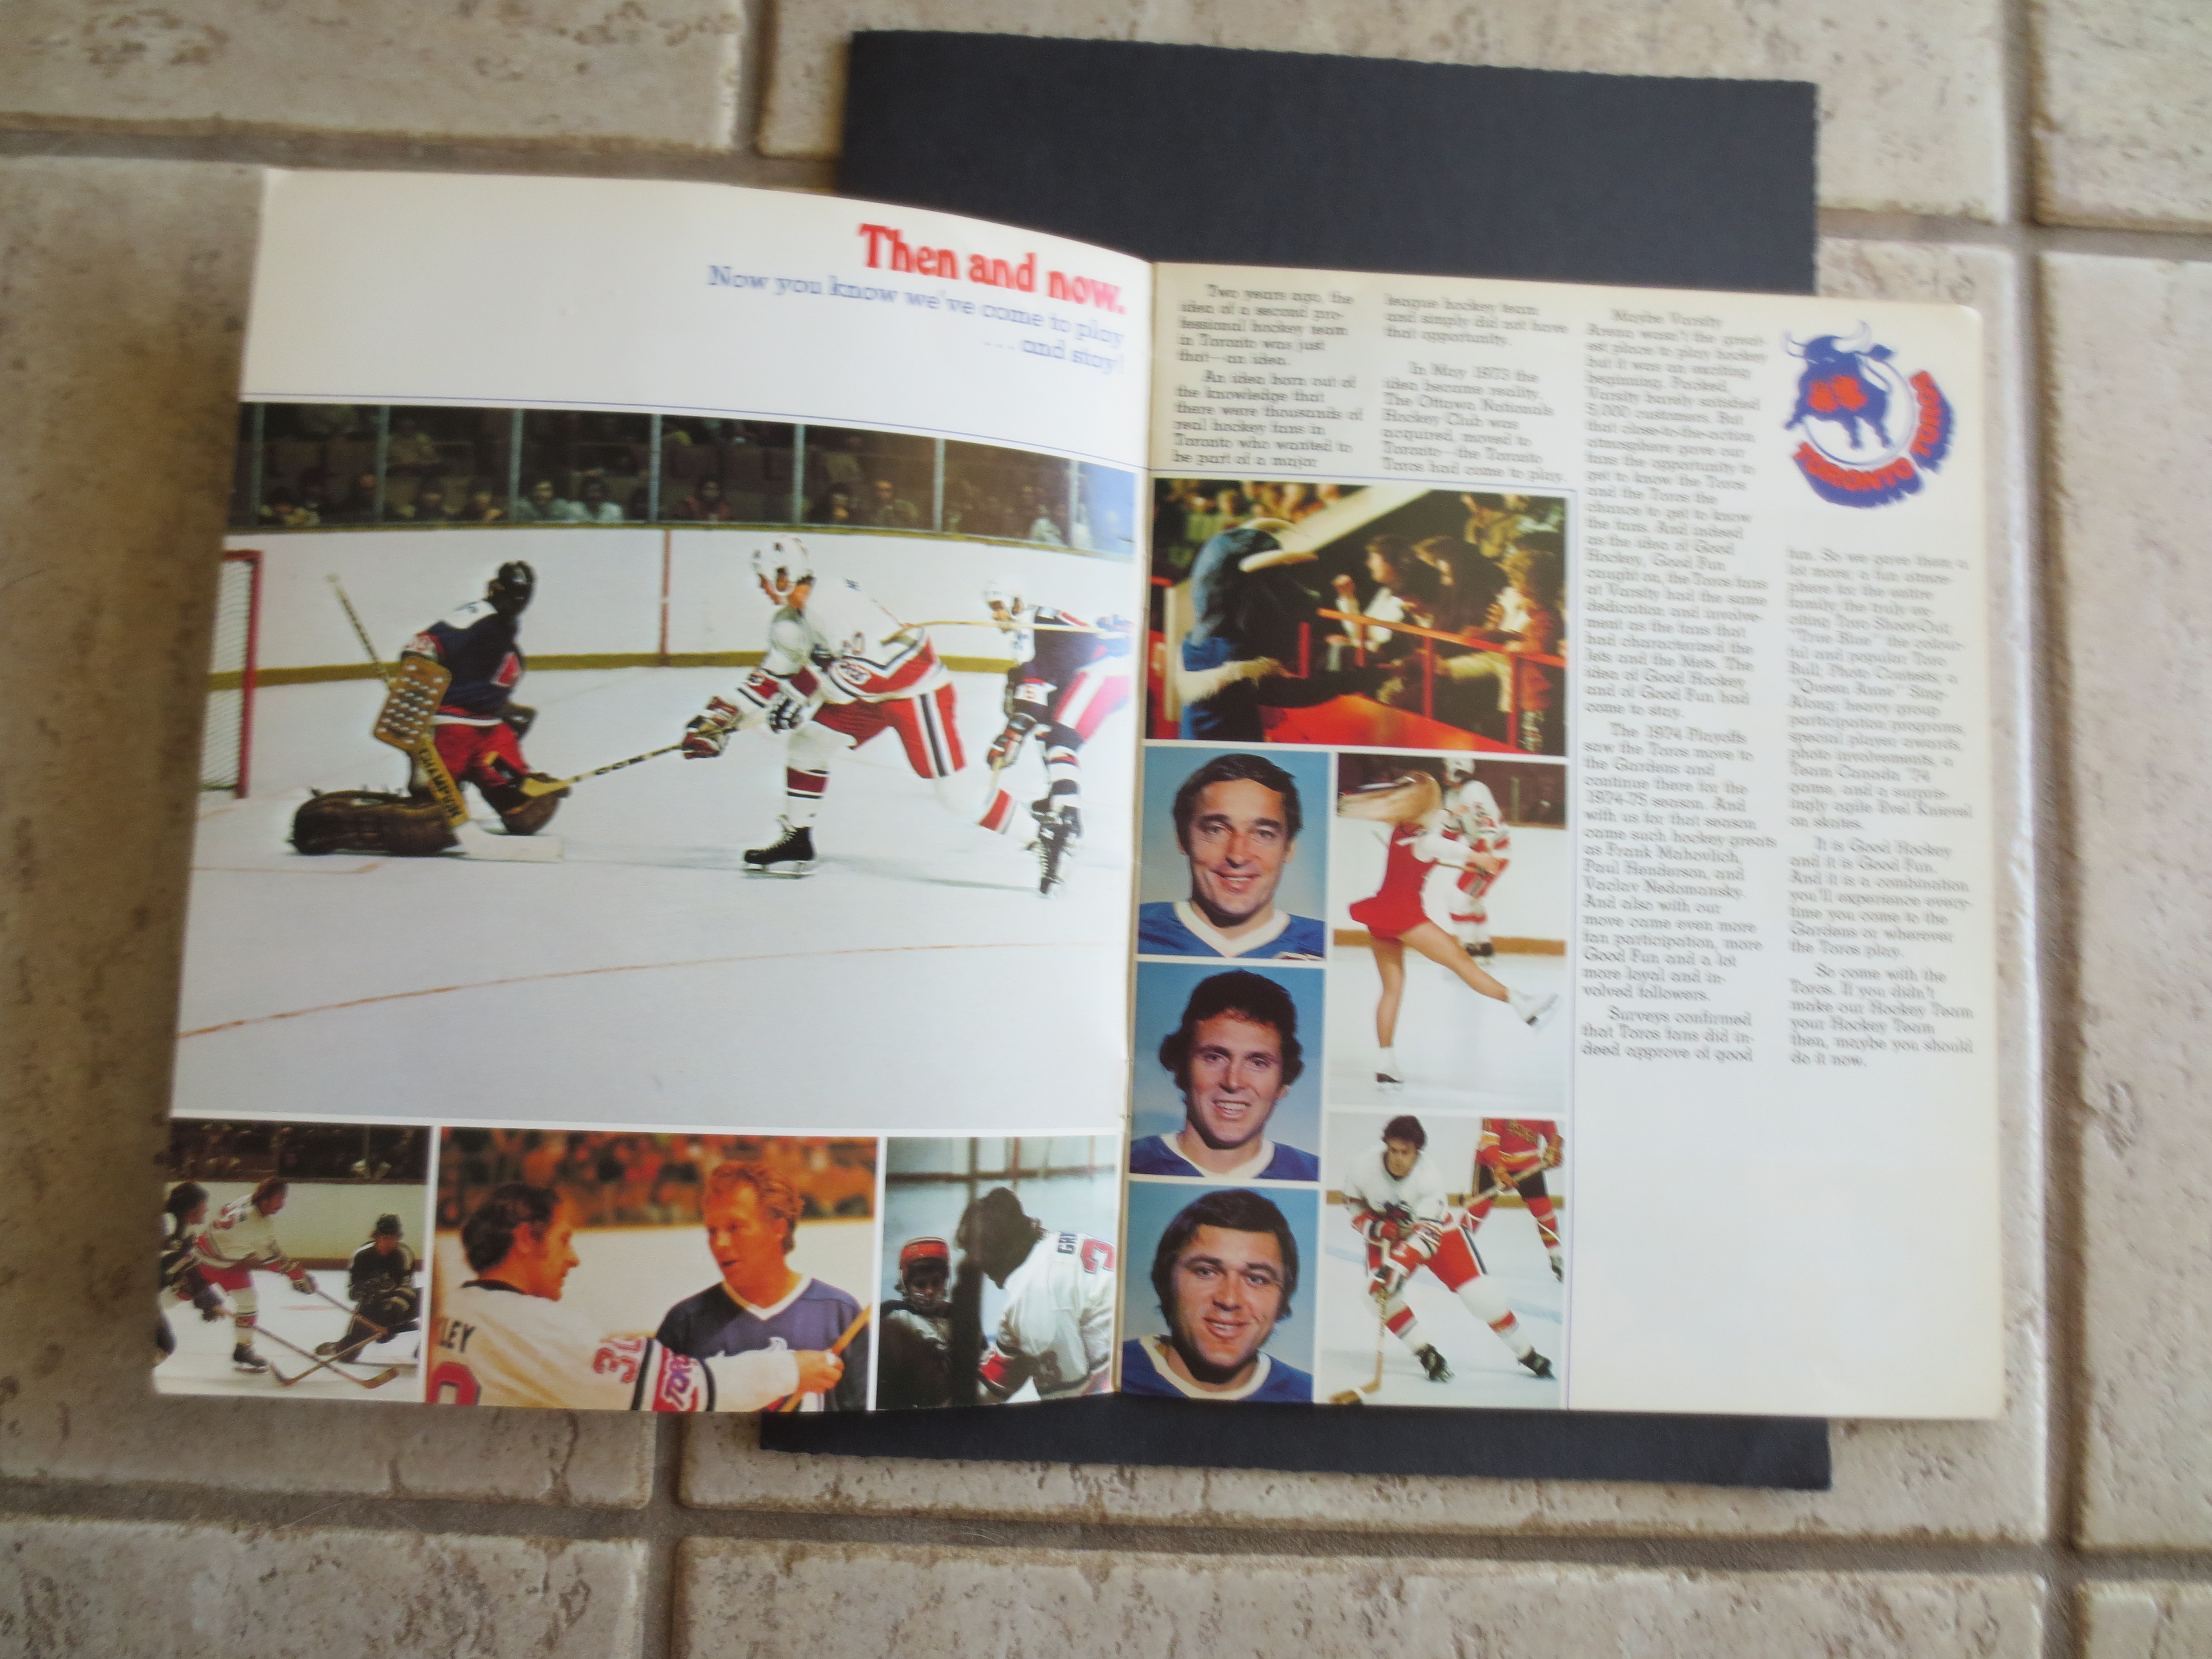 Then and now.
Now you know we've come to play
... and stay!
Two years ago, the
idea of a second pro-
fessional hockey team
in Toronto was just
that—an idea.
An idea born out of
the knowledge that
there were thousands of
real hockey fans in
Toronto who wanted to
be part of a major
league hockey team
and simply did not have
that opportunity.
In May 1973 the
idea became reality.
The Ottawa Nationals
Hockey Club was
acquired, moved to
Toronto—the Toronto
Toros had come to play.
Maybe Varsity
Arena wasn't the great-
est place to play hockey
but it was an exciting
beginning. Packed,
Varsity barely satisfied
5,000 customers. But
that close-to-the-action
atmosphere gave our
fans the opportunity to
get to know the Toros
and the Toros the
chance to get to know
the fans. And indeed
as the idea of Good
Hockey, Good Fun
caught on, the Toros fans
at Varsity had the same
dedication and involve-
ment as the fans that
had characterized the
Jets and the Mets. The
idea of Good Hockey
and of Good Fun had
come to stay.
The 1974 Playoffs
saw the Toros move to
the Gardens and
continue there for the
1974-75 season. And
with us for that season
came such hockey greats
as Frank Mahovlich,
Paul Henderson, and
Vaclav Nedomansky.
And also with our
move came even more
fan participation, more
Good Fun and a lot
more loyal and in-
volved followers.
Surveys confirmed
that Toros fans did in-
deed approve of good
TORONTO TOROS
fun. So we gave them a
lot more; a fun atmos-
phere for the entire
family, the truly ex-
citing Toro Shoot-Out,
"True Blue" the colour-
ful and popular Toro
Bull, Photo Contests, a
"Queen Anne" Sing-
Along, heavy group
participation programs,
special player awards,
photo involvements, a
Team Canada '74
game, and a surpris-
ingly agile Evel Knievel
on skates.
It is Good Hockey
and it is Good Fun.
And it is a combination
you'll experience every-
time you come to the
Gardens or wherever
the Toros play.
So come with the
Toros. If you didn't
make our Hockey Team
your Hockey Team
then, maybe you should
do it now.
CHAMPION
CCM
LEY
TORO